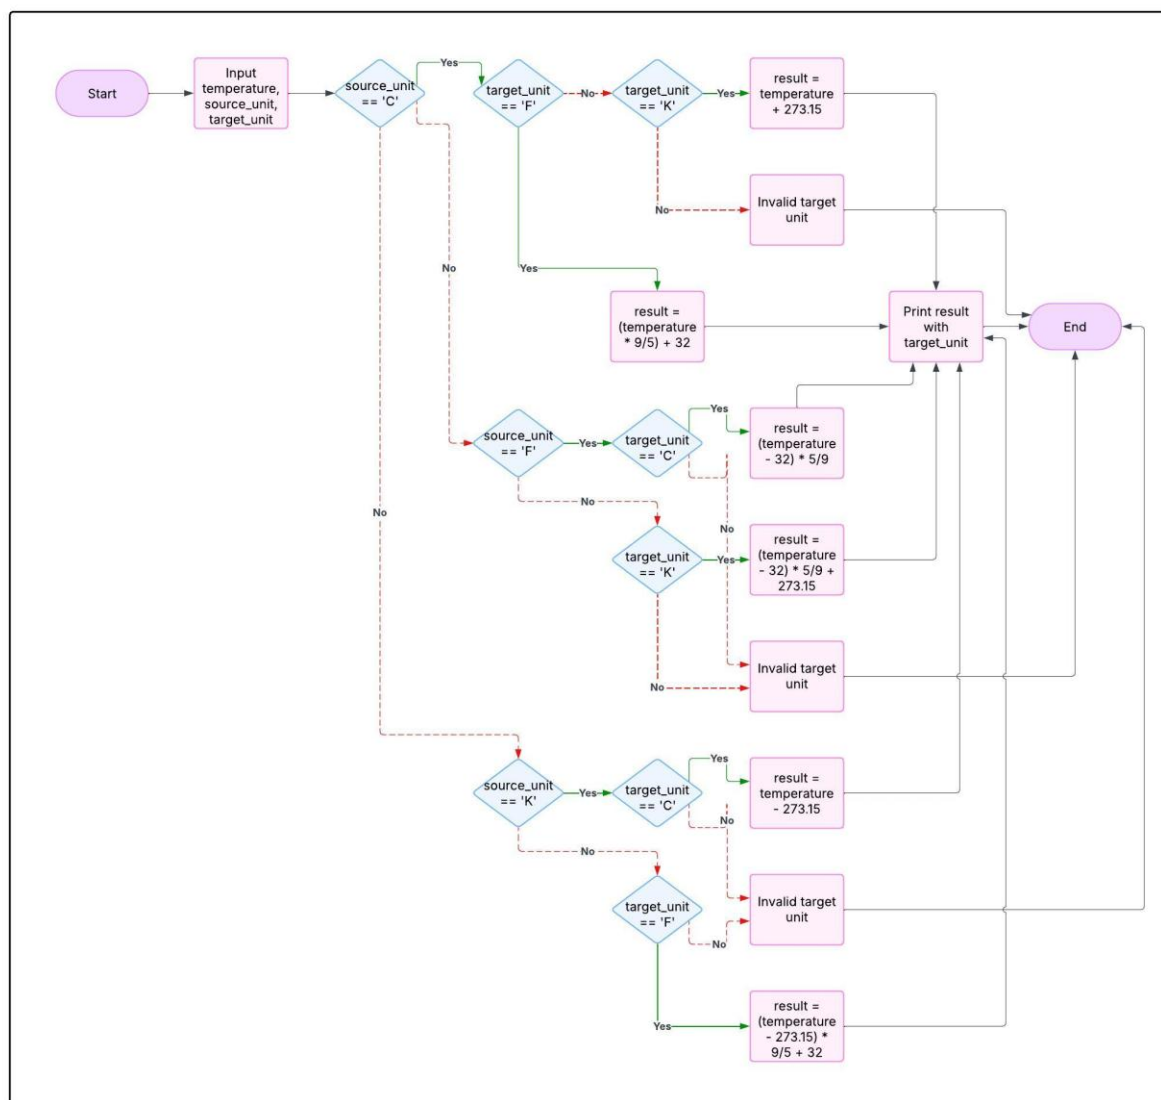 Start
Input
temperature,
source_unit,
target_unit
source_unit
== 'C'
Yes
target_unit
== 'F'
No
target_unit
== 'K'
Yes
result =
temperature
+ 273.15
No
Invalid target
unit
No
Yes
result =
(temperature
* 9/5) + 32
Print result
with
target_unit
End
source_unit
== 'F'
Yes
target_unit
== 'C'
Yes
result =
(temperature
- 32) * 5/9
No
No
No
target_unit
== 'K'
Yes
result =
(temperature
- 32) * 5/9 +
273.15
No
Invalid target
unit
source_unit
== 'K'
Yes
target_unit
== 'C'
Yes
result =
temperature
- 273.15
No
No
target_unit
== 'F'
No
Invalid target
unit
Yes
result =
(temperature
- 273.15) *
9/5 + 32